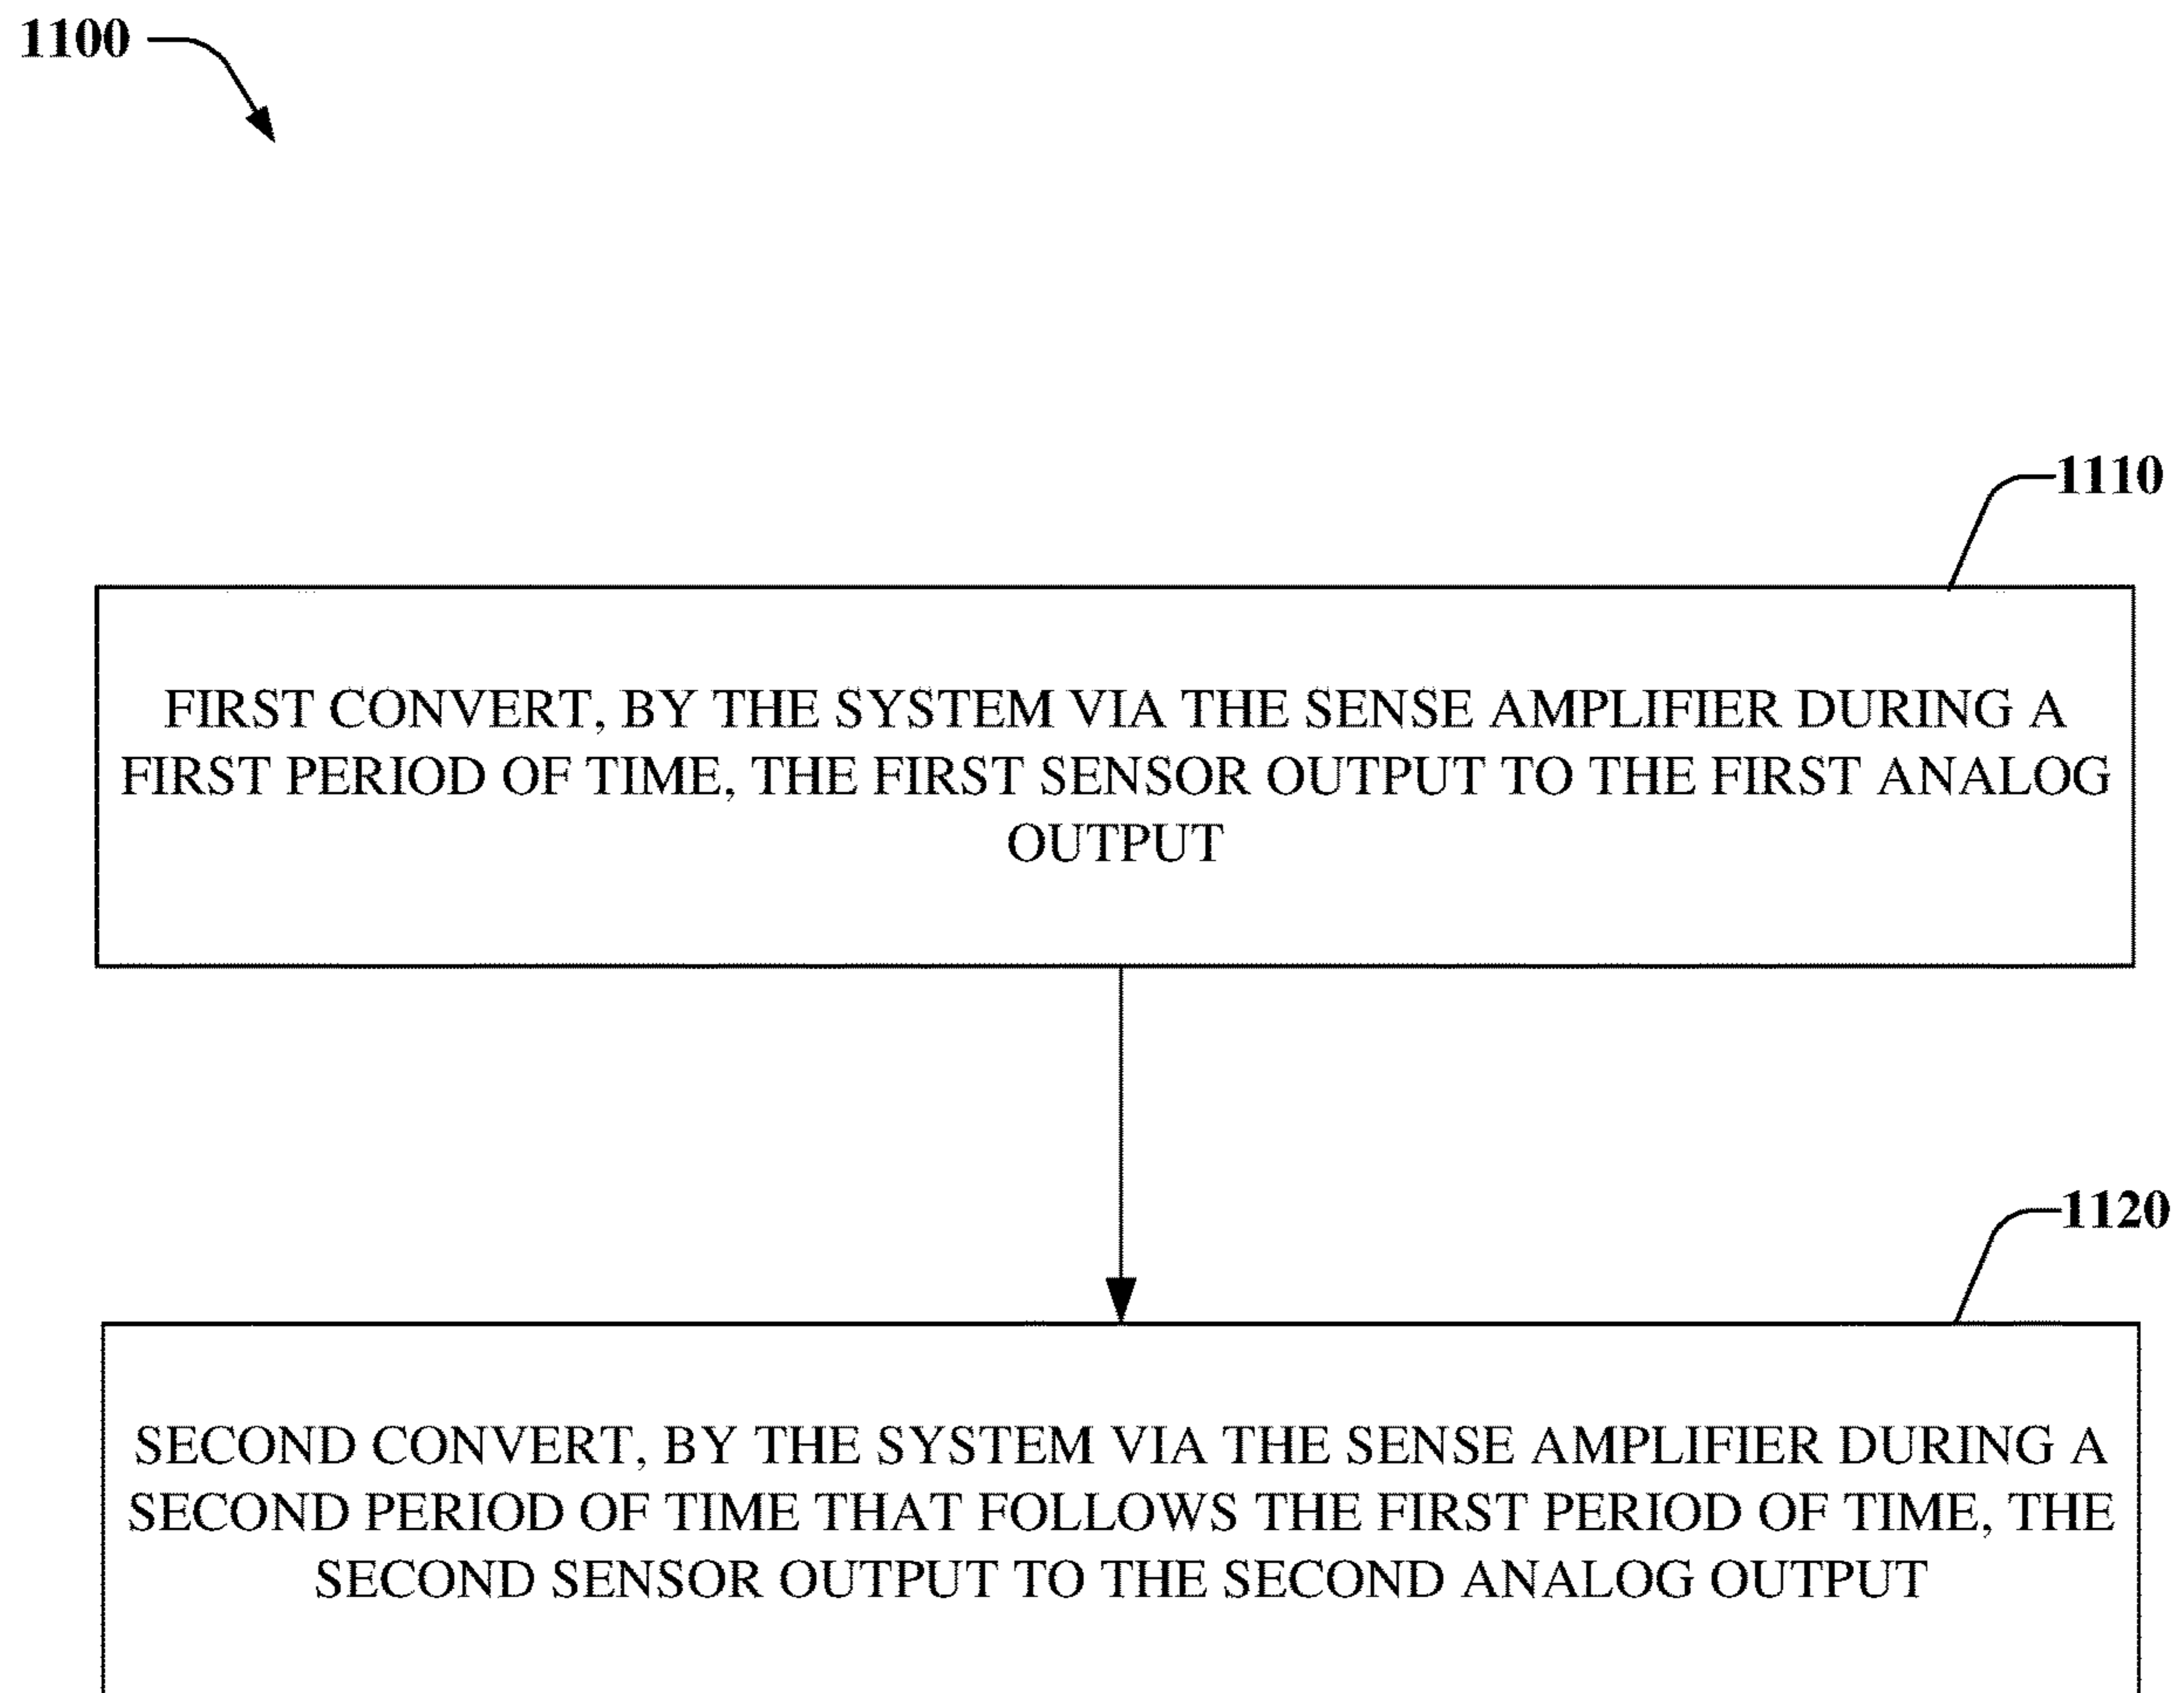 1100
1110
FIRST CONVERT, BY THE SYSTEM VIA THE SENSE AMPLIFIER DURING A
FIRST PERIOD OF TIME, THE FIRST SENSOR OUTPUT TO THE FIRST ANALOG
OUTPUT
1120
SECOND CONVERT, BY THE SYSTEM VIA THE SENSE AMPLIFIER DURING A
SECOND PERIOD OF TIME THAT FOLLOWS THE FIRST PERIOD OF TIME, THE
SECOND SENSOR OUTPUT TO THE SECOND ANALOG OUTPUT